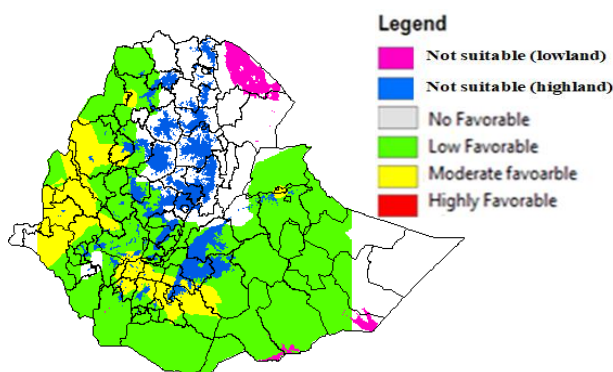 Legend
Not suitable (lowland)
Not suitable (highland)
No Favorable
Low Favorable
Moderate favoarble
Highly Favorable